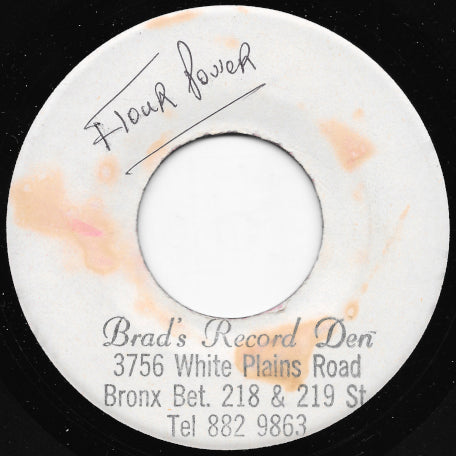 Flour Power
Brad's Record Den
3756 White Plains Road
Bronx Bet. 218 & 219 St
Tel 882 9863